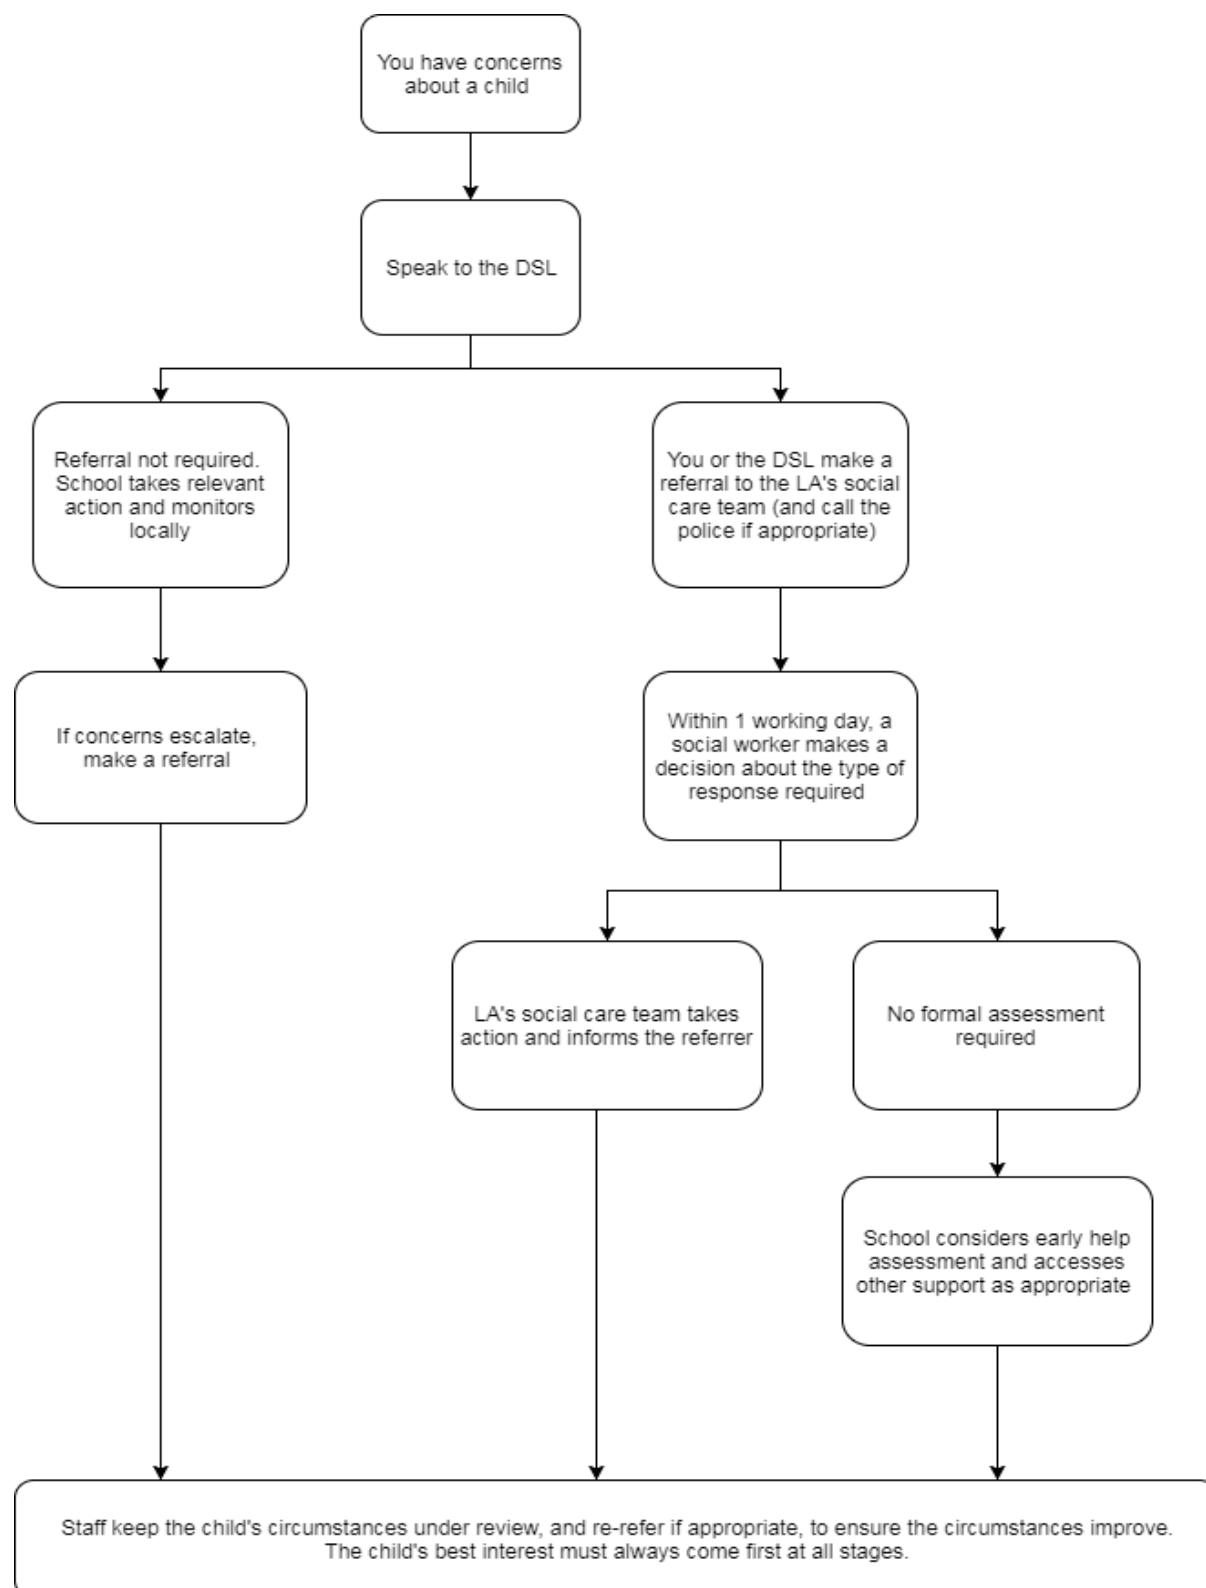 You have concerns
about a child
Speak to the DSL
Referral not required.
School takes relevant
action and monitors
locally
You or the DSL make a
referral to the LA's social
care team (and call the
police if appropriate)
If concerns escalate,
make a referral
Within 1 working day, a
social worker makes a
decision about the type of
response required
LA's social care team takes
action and informs the referrer
No formal assessment
required
School considers early help
assessment and accesses
other support as appropriate
Staff keep the child's circumstances under review, and re-refer if appropriate, to ensure the circumstances improve.
The child's best interest must always come first at all stages.